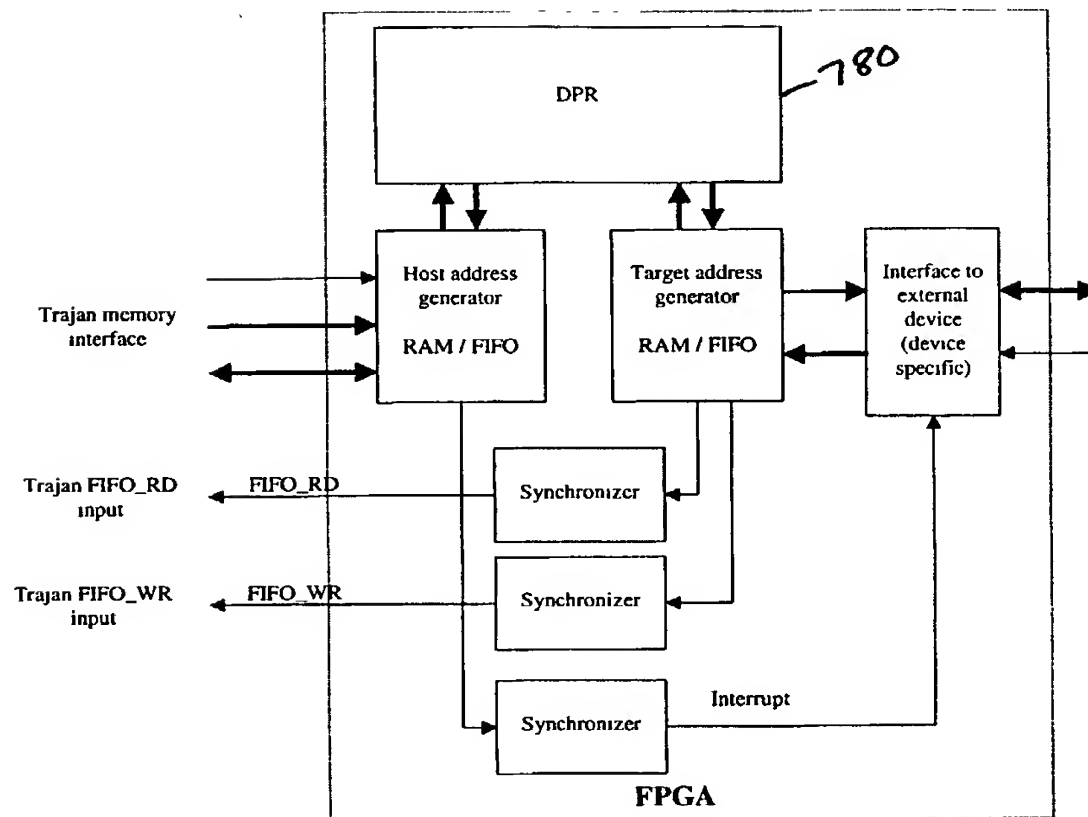 DPR
780
Host address
generator
RAM / FIFO
Target address
generator
RAM / FIFO
Interface to
external
device
(device
specific)
Trajan memory
interface
Trajan FIFO_RD
input
FIFO_RD
Synchronizer
Trajan FIFO_WR
input
FIFO_WR
Synchronizer
Synchronizer
Interrupt
FPGA